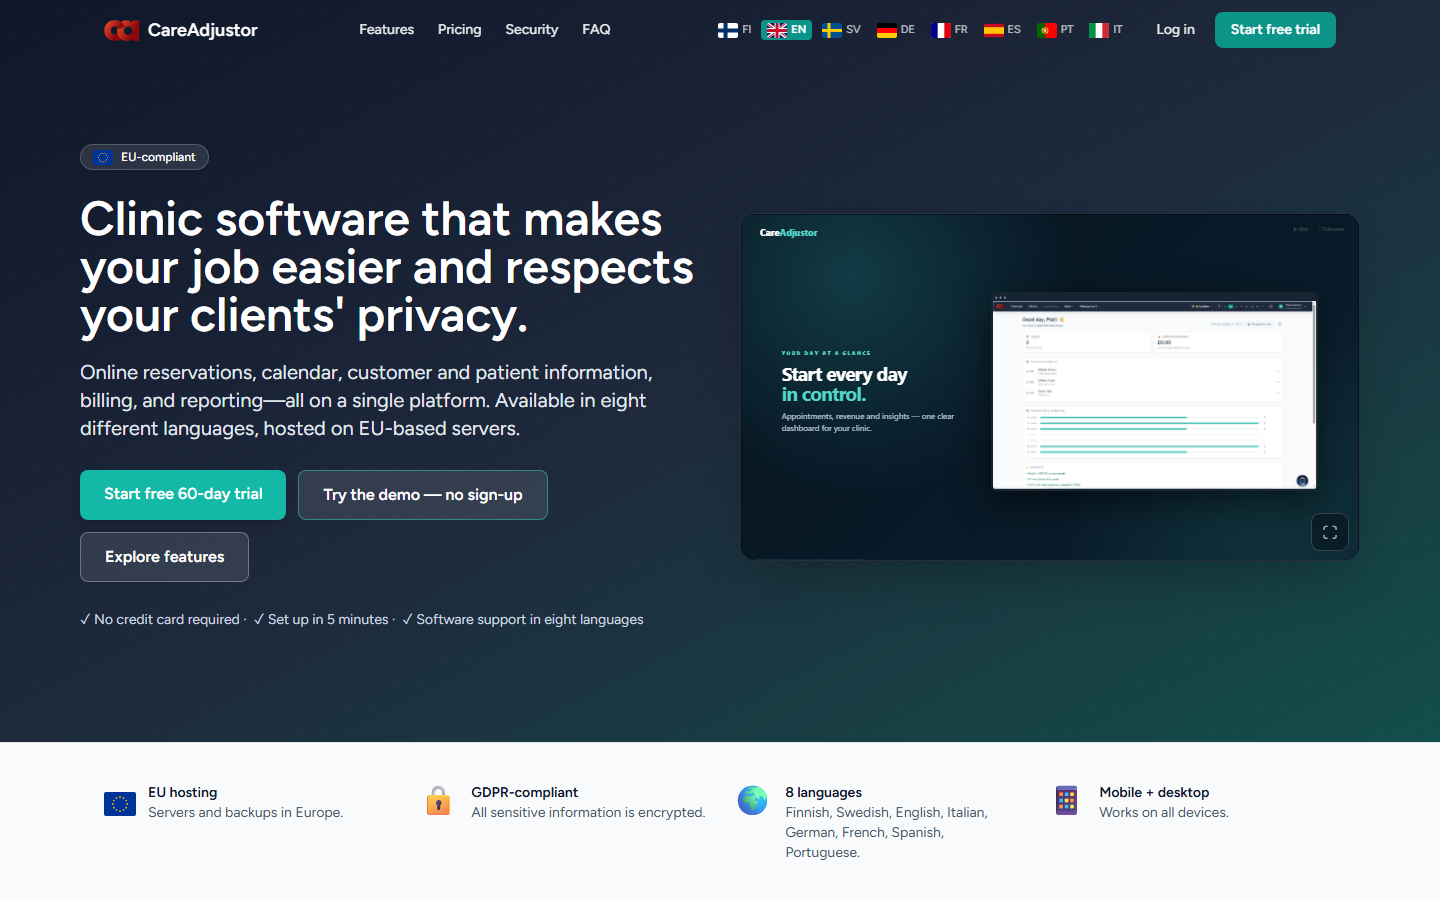 CareAdjustor
Features
Pricing
Security
FAQ
FI
EN
SV
DE
FR
ES
PT
IT
Log in
Start free trial
EU-compliant
Clinic software that makes
your job easier and respects
your clients' privacy.
Online reservations, calendar, customer and patient information,
billing, and reporting—all on a single platform. Available in eight
different languages, hosted on EU-based servers.
Start free 60-day trial
Try the demo — no sign-up
Explore features
✓ No credit card required · ✓ Set up in 5 minutes · ✓ Software support in eight languages
CareAdjustor
YOUR DAY AT A GLANCE
Start every day
in control.
Appointments, revenue and insights — one clear
dashboard for your clinic.
Good day, Matt
£0.00
EU hosting
Servers and backups in Europe.
GDPR-compliant
All sensitive information is encrypted.
8 languages
Finnish, Swedish, English, Italian,
German, French, Spanish,
Portuguese.
Mobile + desktop
Works on all devices.